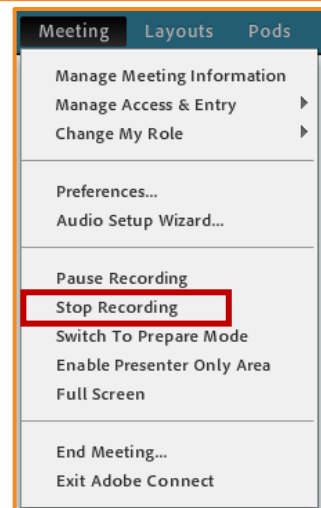 Meeting Layouts Pods
Manage Meeting Information
Manage Access & Entry
Change My Role
Preferences...
Audio Setup Wizard...
Pause Recording
Stop Recording
Switch To Prepare Mode
Enable Presenter Only Area
Full Screen
End Meeting...
Exit Adobe Connect